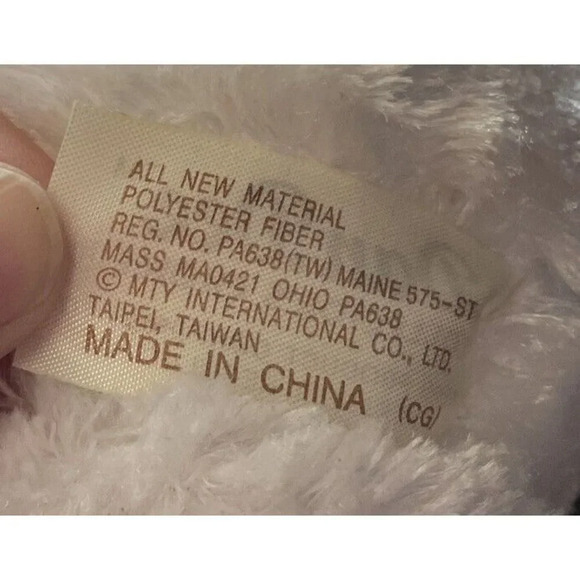 ALL NEW MATERIAL
POLYESTER FIBER
REG. NO. PA638(TW) MAINE 575-ST
MASS MA0421 OHIO PA638
© MTY INTERNATIONAL CO., LTD.
TAIPEI, TAIWAN
MADE IN CHINA (CG)